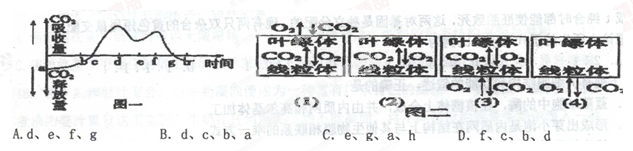 CO₂
吸收量
b c d g h 时间
a
CO₂
释放量
图一
O₂ CO₂
叶绿体 叶绿体 叶绿体 叶绿体
CO₂ O₂ CO₂ O₂ CO₂ O₂
线粒体 线粒体 线粒体 线粒体
(1) (2) (3) (4)
O₂ CO₂ O₂ CO₂
图二
A.d、e、f、g B.d、c、b、a C.e、g、a、h D.f、c、b、d